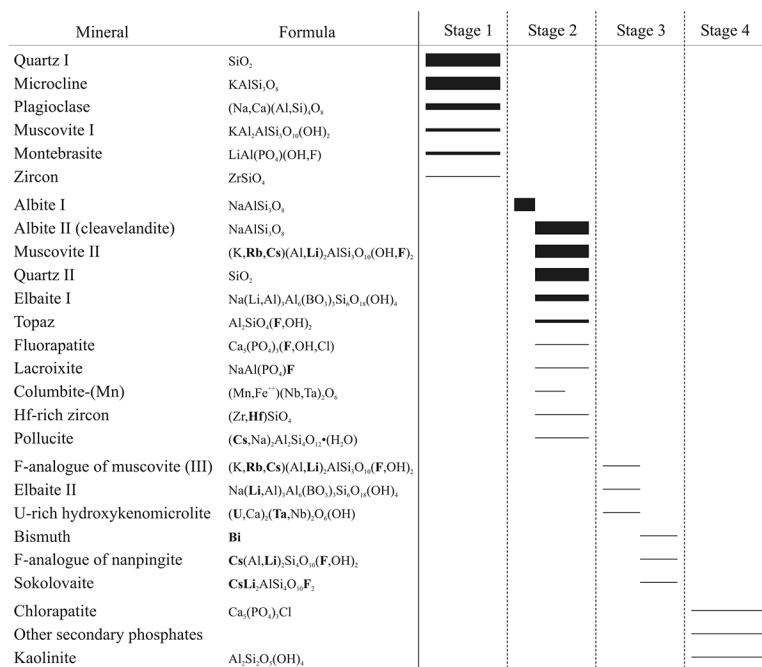 Mineral Formula Stage 1 Stage 2 Stage 3 Stage 4
Quartz I SiO₂
Microcline KAlSi₃O₈
Plagioclase (Na,Ca)(Al,Si)₄O₈
Muscovite I KAl₂AlSi₃O₁₀(OH)₂
Montebrasite LiAl(PO₄)(OH,F)
Zircon ZrSiO₄
Albite I NaAlSi₃O₈
Albite II (cleavelandite) NaAlSi₃O₈
Muscovite II (K,Rb,Cs)(Al,Li)₂AlSi₃O₁₀(OH,F)₂
Quartz II SiO₂
Elbaite I Na(Li,Al)₃Al₆(BO₃)₃Si₆O₁₈(OH)₄
Topaz Al₂SiO₄(F,OH)₂
Fluorapatite Ca₅(PO₄)₃(F,OH,Cl)
Lacroixite NaAl(PO₄)F
Columbite-(Mn) (Mn,Fe⁺⁺)(Nb,Ta)₂O₆
Hf-rich zircon (Zr,Hf)SiO₄
Pollucite (Cs,Na)₂Al₂Si₄O₁₂•(H₂O)
F-analogue of muscovite (III) (K,Rb,Cs)(Al,Li)₂AlSi₃O₁₀(F,OH)₂
Elbaite II Na(Li,Al)₃Al₆(BO₃)₃Si₆O₁₈(OH)₄
U-rich hydroxykenomicrolite (U,Ca)₂(Ta,Nb)₂O₆(OH)
Bismuth Bi
F-analogue of nanpingite Cs(Al,Li)₂Si₄O₁₀(F,OH)₂
Sokolovaite CsLi₂AlSi₄O₁₀F₂
Chlorapatite Ca₅(PO₄)₃Cl
Other secondary phosphates
Kaolinite Al₂Si₂O₅(OH)₄